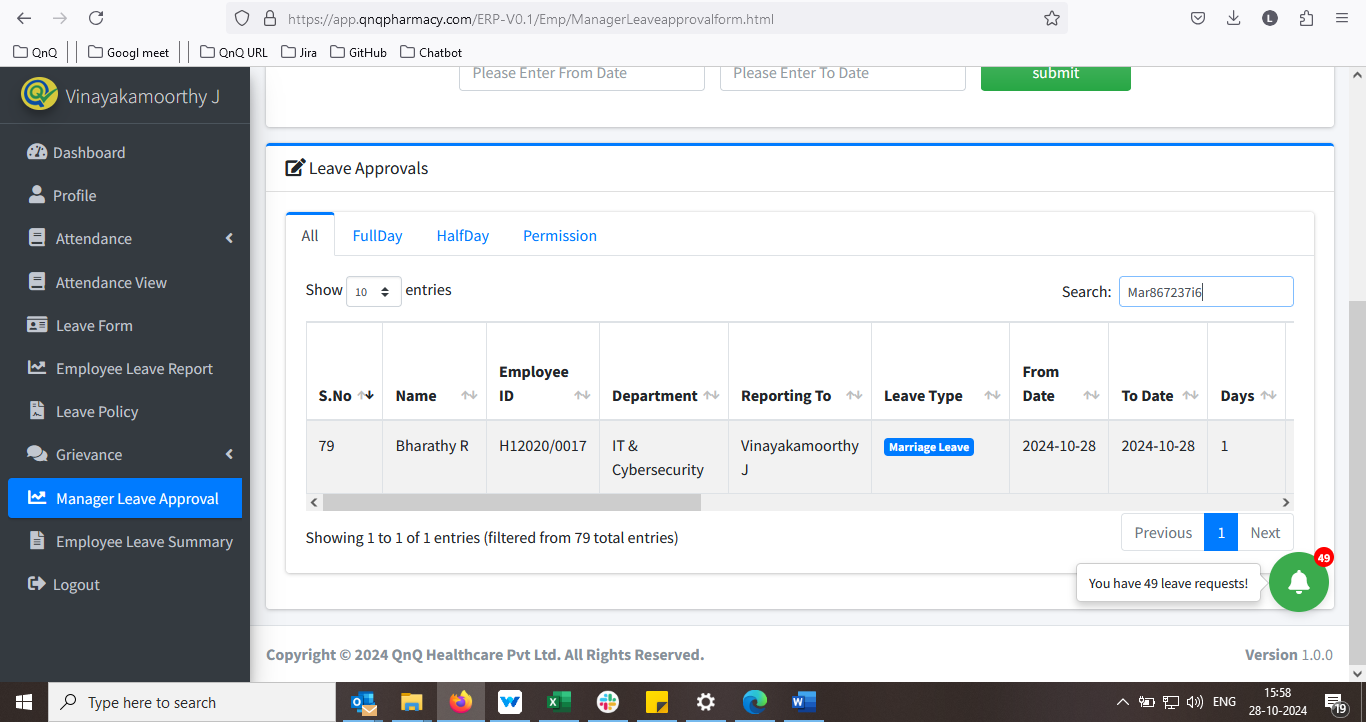 https://app.qnqpharmacy.com/ERP-V0.1/Emp/ManagerLeaveapprovalform.html
L
QnQ
Googl meet
QnQ URL
Jira
GitHub
Chatbot
Vinayakamoorthy J
Dashboard
Profile
Attendance
Attendance View
Leave Form
Employee Leave Report
Leave Policy
Grievance
Manager Leave Approval
Employee Leave Summary
Logout
Please Enter From Date
Please Enter To Date
submit
Leave Approvals
All FullDay HalfDay Permission
Show 10 entries
Search: Mar867237i6
S.No Name Employee ID Department Reporting To Leave Type From Date To Date Days
79 Bharathy R H12020/0017 IT & Vinayakamoorthy Marriage Leave 2024-10-28 2024-10-28 1
Cybersecurity J
Showing 1 to 1 of 1 entries (filtered from 79 total entries)
Previous 1 Next
49
You have 49 leave requests!
Copyright © 2024 QnQ Healthcare Pvt Ltd. All Rights Reserved.
Version 1.0.0
Type here to search
ENG
15:58
28-10-2024
19